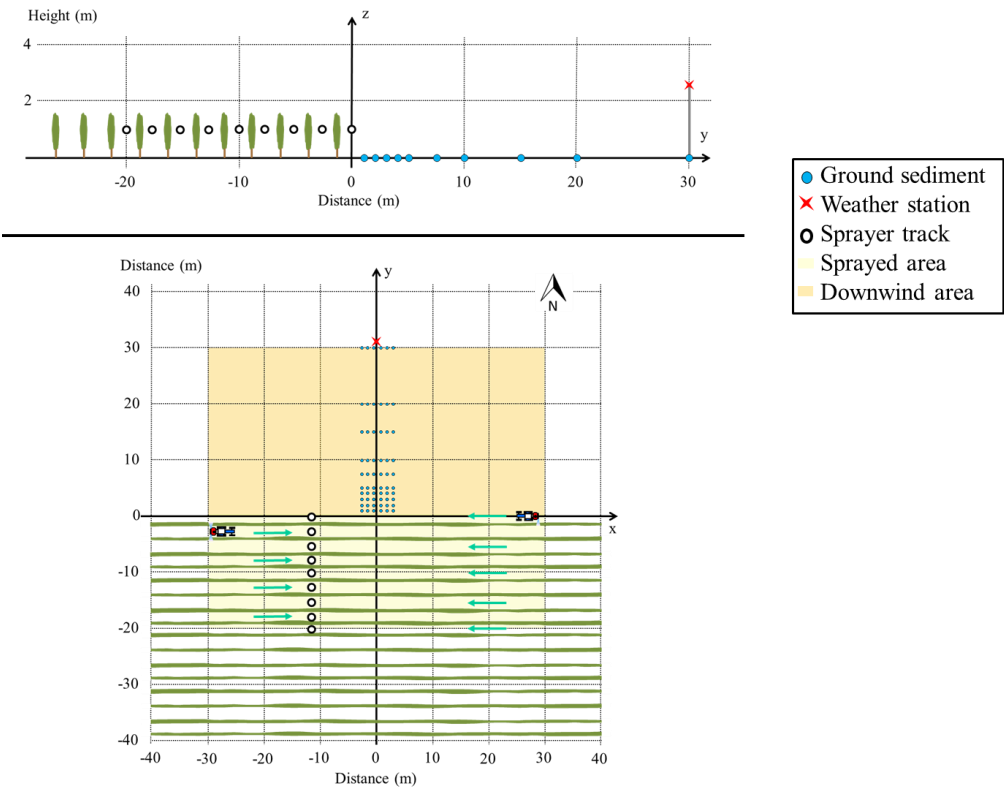 Height (m)
z
4
2
y
-20
-10
0
10
20
30
Distance (m)
Ground sediment
Weather station
Sprayer track
Sprayed area
Downwind area
Distance (m)
y
N
40
30
20
10
0
x
-10
-20
-30
-40
-40
-30
-20
-10
0
10
20
30
40
Distance (m)